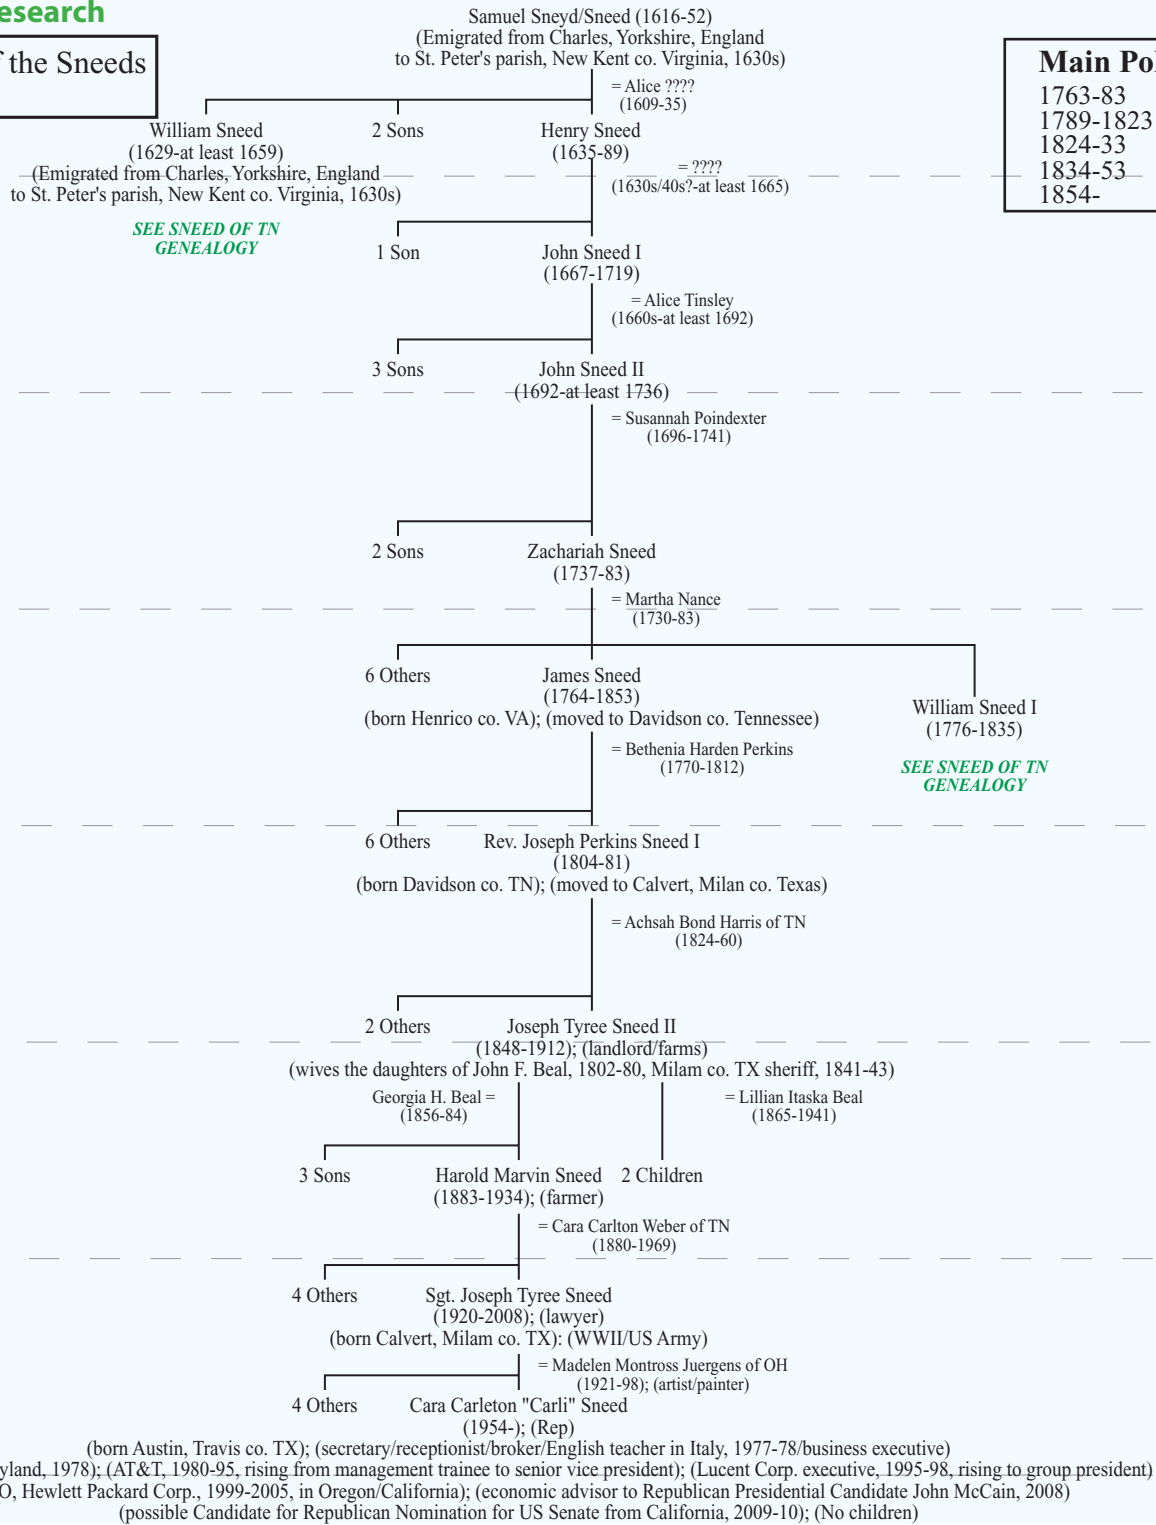 esearch
f the Sneeds
Main Pol
1763-83
1789-1823
1824-33
1834-53
1854-
Samuel Sneyd/Sneed (1616-52)
(Emigrated from Charles, Yorkshire, England
to St. Peter's parish, New Kent co. Virginia, 1630s)
= Alice ????
(1609-35)
William Sneed
(1629-at least 1659)
(Emigrated from Charles, Yorkshire, England
to St. Peter's parish, New Kent co. Virginia, 1630s)
SEE SNEED OF TN
GENEALOGY
2 Sons
Henry Sneed
(1635-89)
= ????
(1630s/40s?-at least 1665)
1 Son
John Sneed I
(1667-1719)
= Alice Tinsley
(1660s-at least 1692)
3 Sons
John Sneed II
(1692-at least 1736)
= Susannah Poindexter
(1696-1741)
2 Sons
Zachariah Sneed
(1737-83)
= Martha Nance
(1730-83)
6 Others
James Sneed
(1764-1853)
(born Henrico co. VA); (moved to Davidson co. Tennessee)
William Sneed I
(1776-1835)
SEE SNEED OF TN
GENEALOGY
= Bethenia Harden Perkins
(1770-1812)
6 Others
Rev. Joseph Perkins Sneed I
(1804-81)
(born Davidson co. TN); (moved to Calvert, Milan co. Texas)
= Achsah Bond Harris of TN
(1824-60)
2 Others
Joseph Tyree Sneed II
(1848-1912); (landlord/farms)
(wives the daughters of John F. Beal, 1802-80, Milam co. TX sheriff, 1841-43)
Georgia H. Beal =
(1856-84)
= Lillian Itaska Beal
(1865-1941)
3 Sons
Harold Marvin Sneed
(1883-1934); (farmer)
2 Children
= Cara Carlton Weber of TN
(1880-1969)
4 Others
Sgt. Joseph Tyree Sneed
(1920-2008); (lawyer)
(born Calvert, Milam co. TX): (WWII/US Army)
= Madelen Montross Juergens of OH
(1921-98); (artist/painter)
4 Others
Cara Carleton "Carli" Sneed
(1954-); (Rep)
(born Austin, Travis co. TX); (secretary/receptionist/broker/English teacher in Italy, 1977-78/business executive)
yland, 1978); (AT&T, 1980-95, rising from management trainee to senior vice president); (Lucent Corp. executive, 1995-98, rising to group president)
O, Hewlett Packard Corp., 1999-2005, in Oregon/California); (economic advisor to Republican Presidential Candidate John McCain, 2008)
(possible Candidate for Republican Nomination for US Senate from California, 2009-10); (No children)